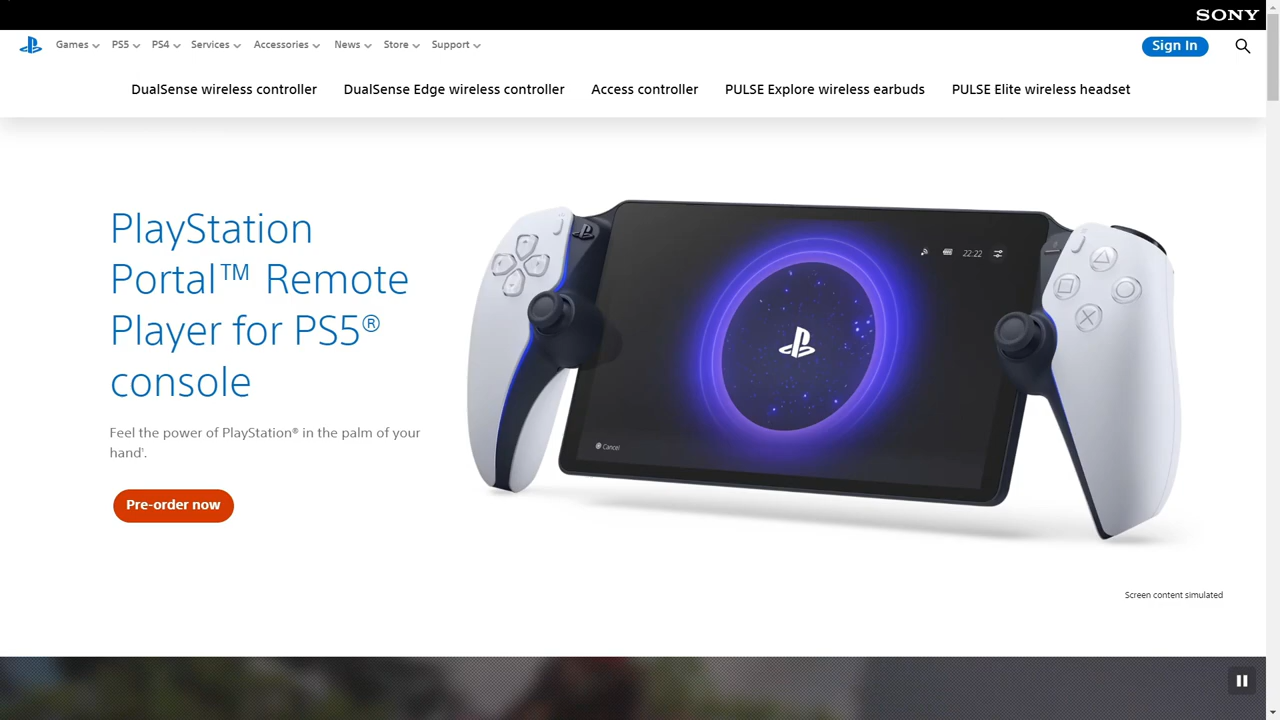 SONY
Games
PS5
PS4
Services
Accessories
News
Store
Support
Sign In
DualSense wireless controller
DualSense Edge wireless controller
Access controller
PULSE Explore wireless earbuds
PULSE Elite wireless headset
PlayStation
Portal™ Remote
Player for PS5®
console
Feel the power of PlayStation® in the palm of your
hand¹.
Pre-order now
22:22
Cancel
Screen content simulated